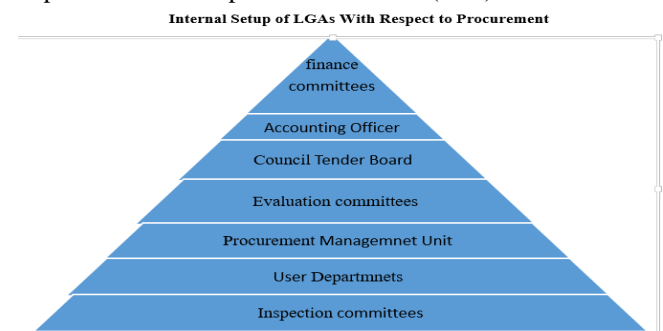 Internal Setup of LGAs With Respect to Procurement
finance
committees
Accounting Officer
Council Tender Board
Evaluation committees
Procurement Managemnet Unit
User Departmnets
Inspection committees